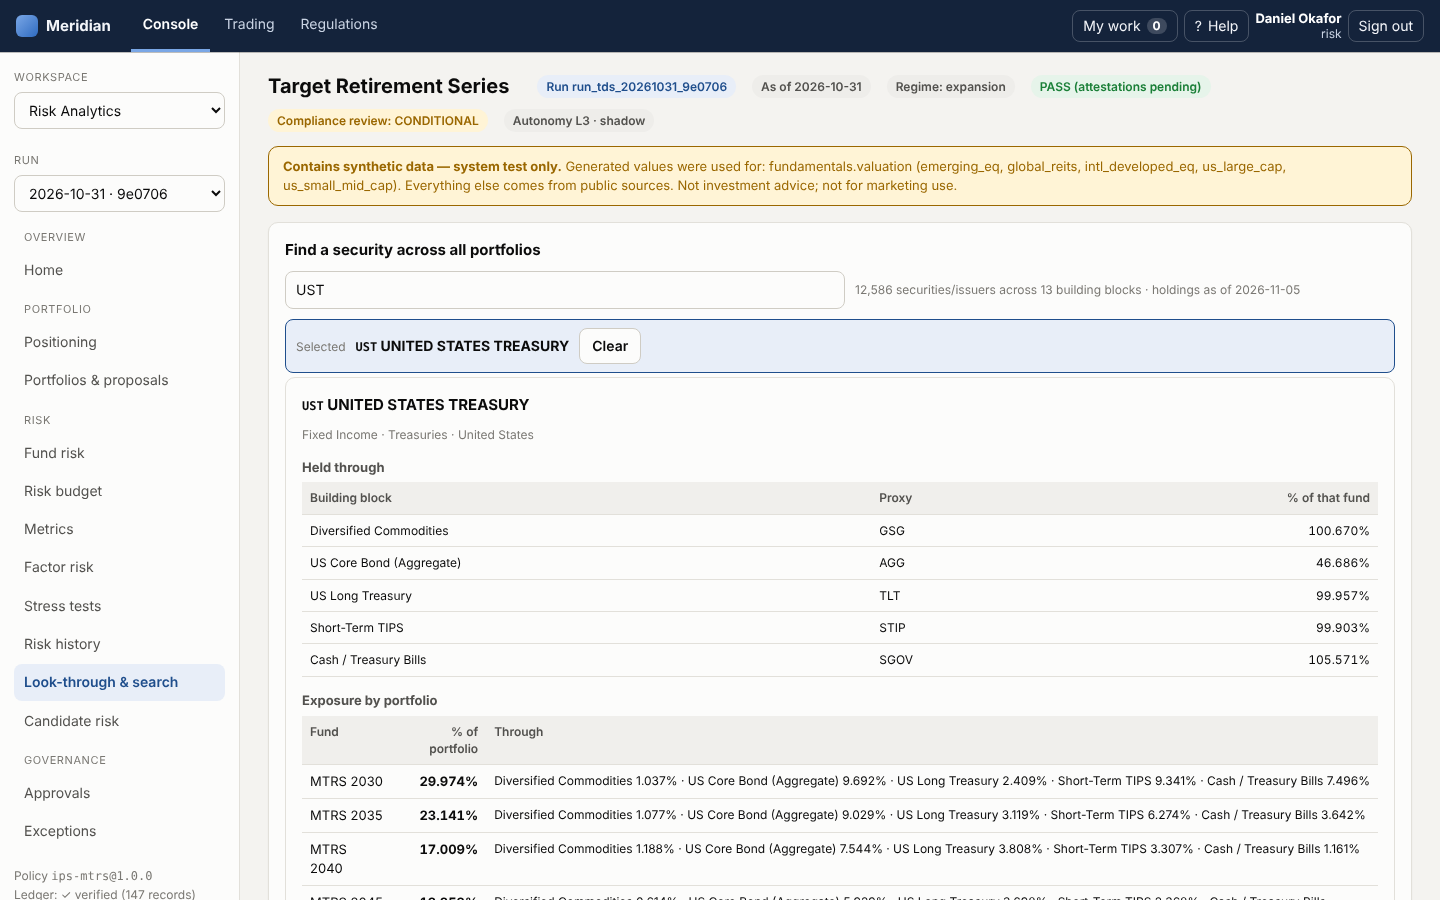 Meridian Console Trading Regulations My work 0 ? Help Daniel Okafor risk Sign out
WORKSPACE
Risk Analytics
RUN
2026-10-31 · 9e0706
OVERVIEW
Home
PORTFOLIO
Positioning
Portfolios & proposals
RISK
Fund risk
Risk budget
Metrics
Factor risk
Stress tests
Risk history
Look-through & search
Candidate risk
GOVERNANCE
Approvals
Exceptions
Policy ips-mtrs@1.0.0
Ledger: ✓ verified (147 records)
Target Retirement Series Run run_tds_20261031_9e0706 As of 2026-10-31 Regime: expansion PASS (attestations pending)
Compliance review: CONDITIONAL Autonomy L3 · shadow
Contains synthetic data — system test only. Generated values were used for: fundamentals.valuation (emerging_eq, global_reits, intl_developed_eq, us_large_cap,
us_small_mid_cap). Everything else comes from public sources. Not investment advice; not for marketing use.
Find a security across all portfolios
UST 12,586 securities/issuers across 13 building blocks · holdings as of 2026-11-05
Selected UST UNITED STATES TREASURY Clear
UST UNITED STATES TREASURY
Fixed Income · Treasuries · United States
Held through
Building block Proxy % of that fund
Diversified Commodities GSG 100.670%
US Core Bond (Aggregate) AGG 46.686%
US Long Treasury TLT 99.957%
Short-Term TIPS STIP 99.903%
Cash / Treasury Bills SGOV 105.571%
Exposure by portfolio
Fund % of portfolio Through
MTRS 2030 29.974% Diversified Commodities 1.037% · US Core Bond (Aggregate) 9.692% · US Long Treasury 2.409% · Short-Term TIPS 9.341% · Cash / Treasury Bills 7.496%
MTRS 2035 23.141% Diversified Commodities 1.077% · US Core Bond (Aggregate) 9.029% · US Long Treasury 3.119% · Short-Term TIPS 6.274% · Cash / Treasury Bills 3.642%
MTRS 2040 17.009% Diversified Commodities 1.188% · US Core Bond (Aggregate) 7.544% · US Long Treasury 3.808% · Short-Term TIPS 3.307% · Cash / Treasury Bills 1.161%